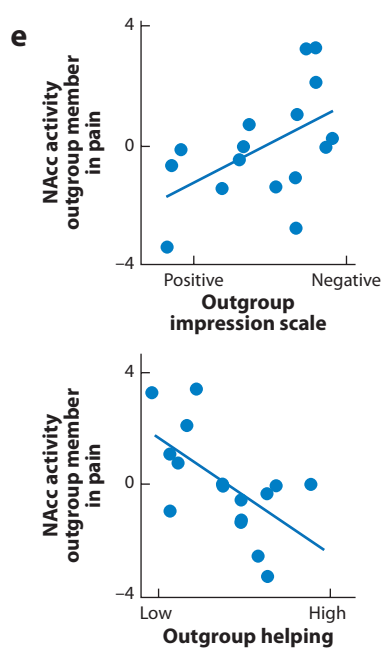 e
NAcc activity
outgroup member
in pain
4
0
–4
Positive
Negative
Outgroup
impression scale
NAcc activity
outgroup member
in pain
4
0
–4
Low
High
Outgroup helping